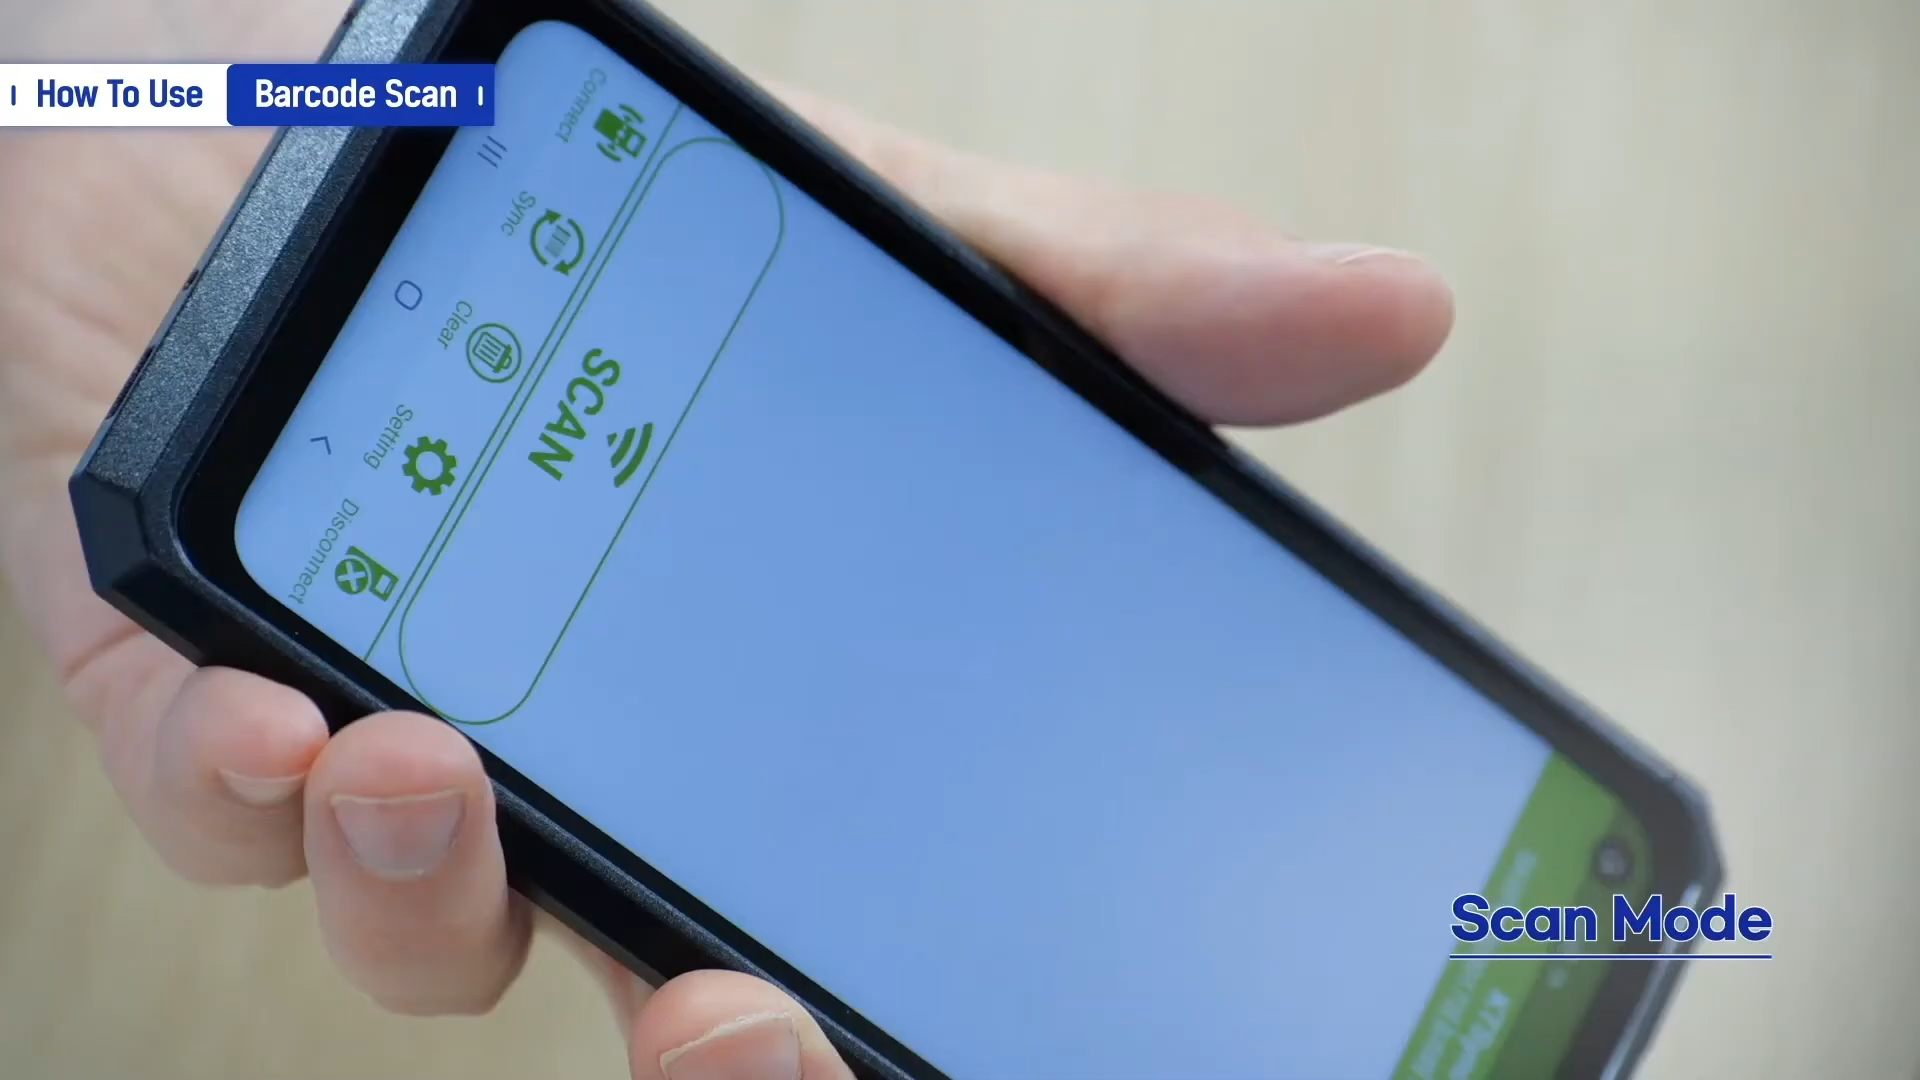 How To Use
Barcode Scan
Connect
Sync
Clear
Setting
Disconnect
SCAN
Scan Mode